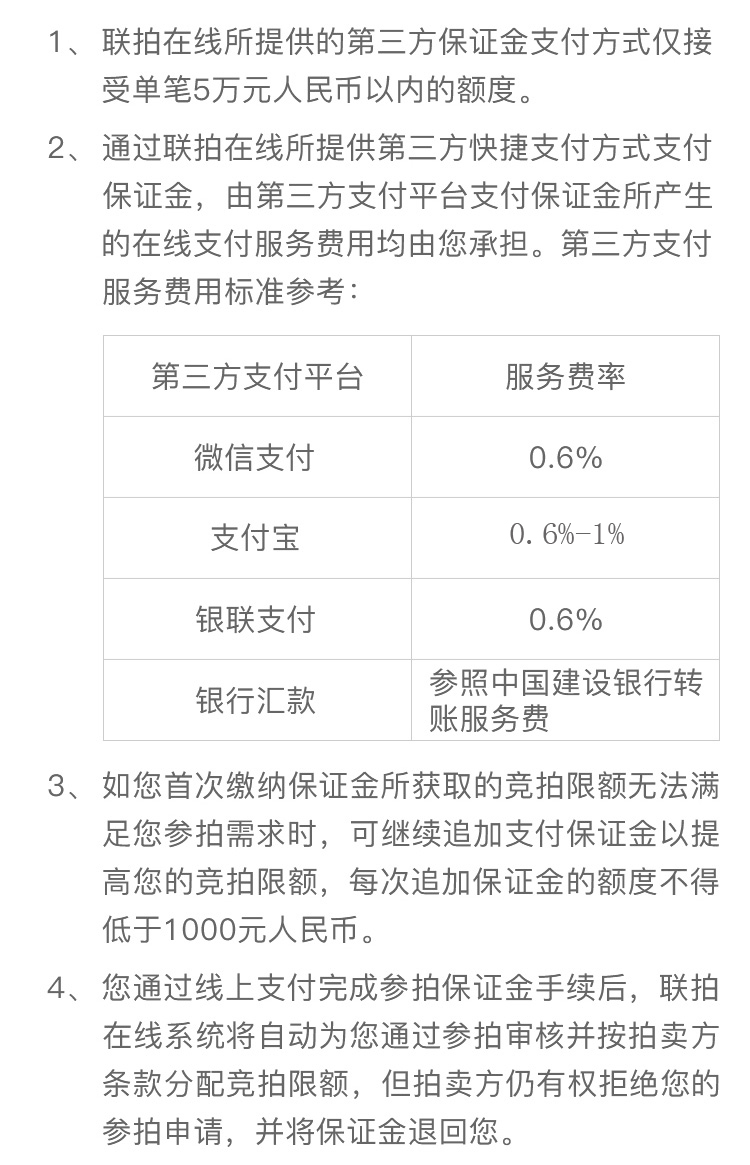 1、联拍在线所提供的第三方保证金支付方式仅接
受单笔5万元人民币以内的额度。
2、通过联拍在线所提供第三方快捷支付方式支付
保证金，由第三方支付平台支付保证金所产生
的在线支付服务费用均由您承担。第三方支付
服务费用标准参考：
第三方支付平台 服务费率
微信支付 0.6%
支付宝 0.6%-1%
银联支付 0.6%
银行汇款 参照中国建设银行转
账服务费
3、如您首次缴纳保证金所获取的竞拍限额无法满
足您参拍需求时，可继续追加支付保证金以提
高您的竞拍限额，每次追加保证金的额度不得
低于1000元人民币。
4、您通过线上支付完成参拍保证金手续后，联拍
在线系统将自动为您通过参拍审核并按拍卖方
条款分配竞拍限额，但拍卖方仍有权拒绝您的
参拍申请，并将保证金退回您。